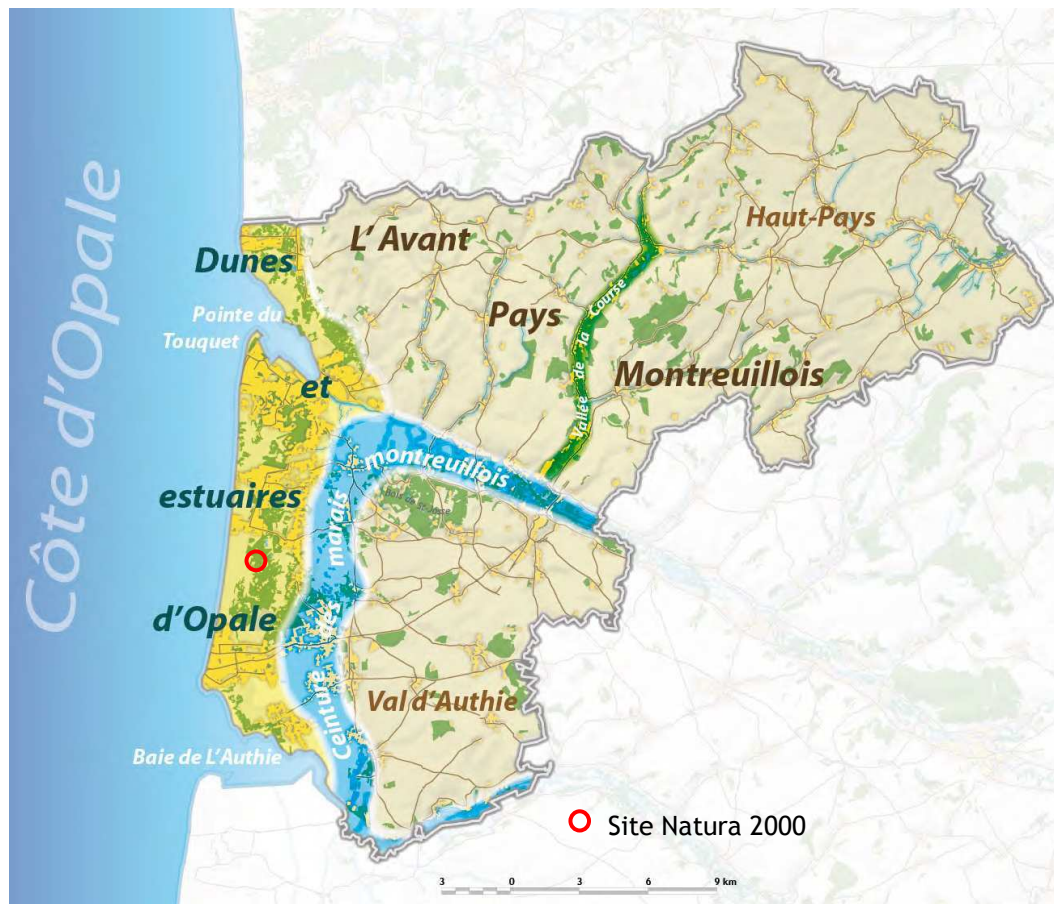 Côte d'Opale
Dunes
et
estuaires
d'Opale
Pointe du
Touquet
Baie de L'Authie
L' Avant
Pays
Montreuillois
Haut-Pays
Vallée de la Course
Ceinture des marais montreuillois
Val d'Authie
Site Natura 2000
3 0 3 6 9 km